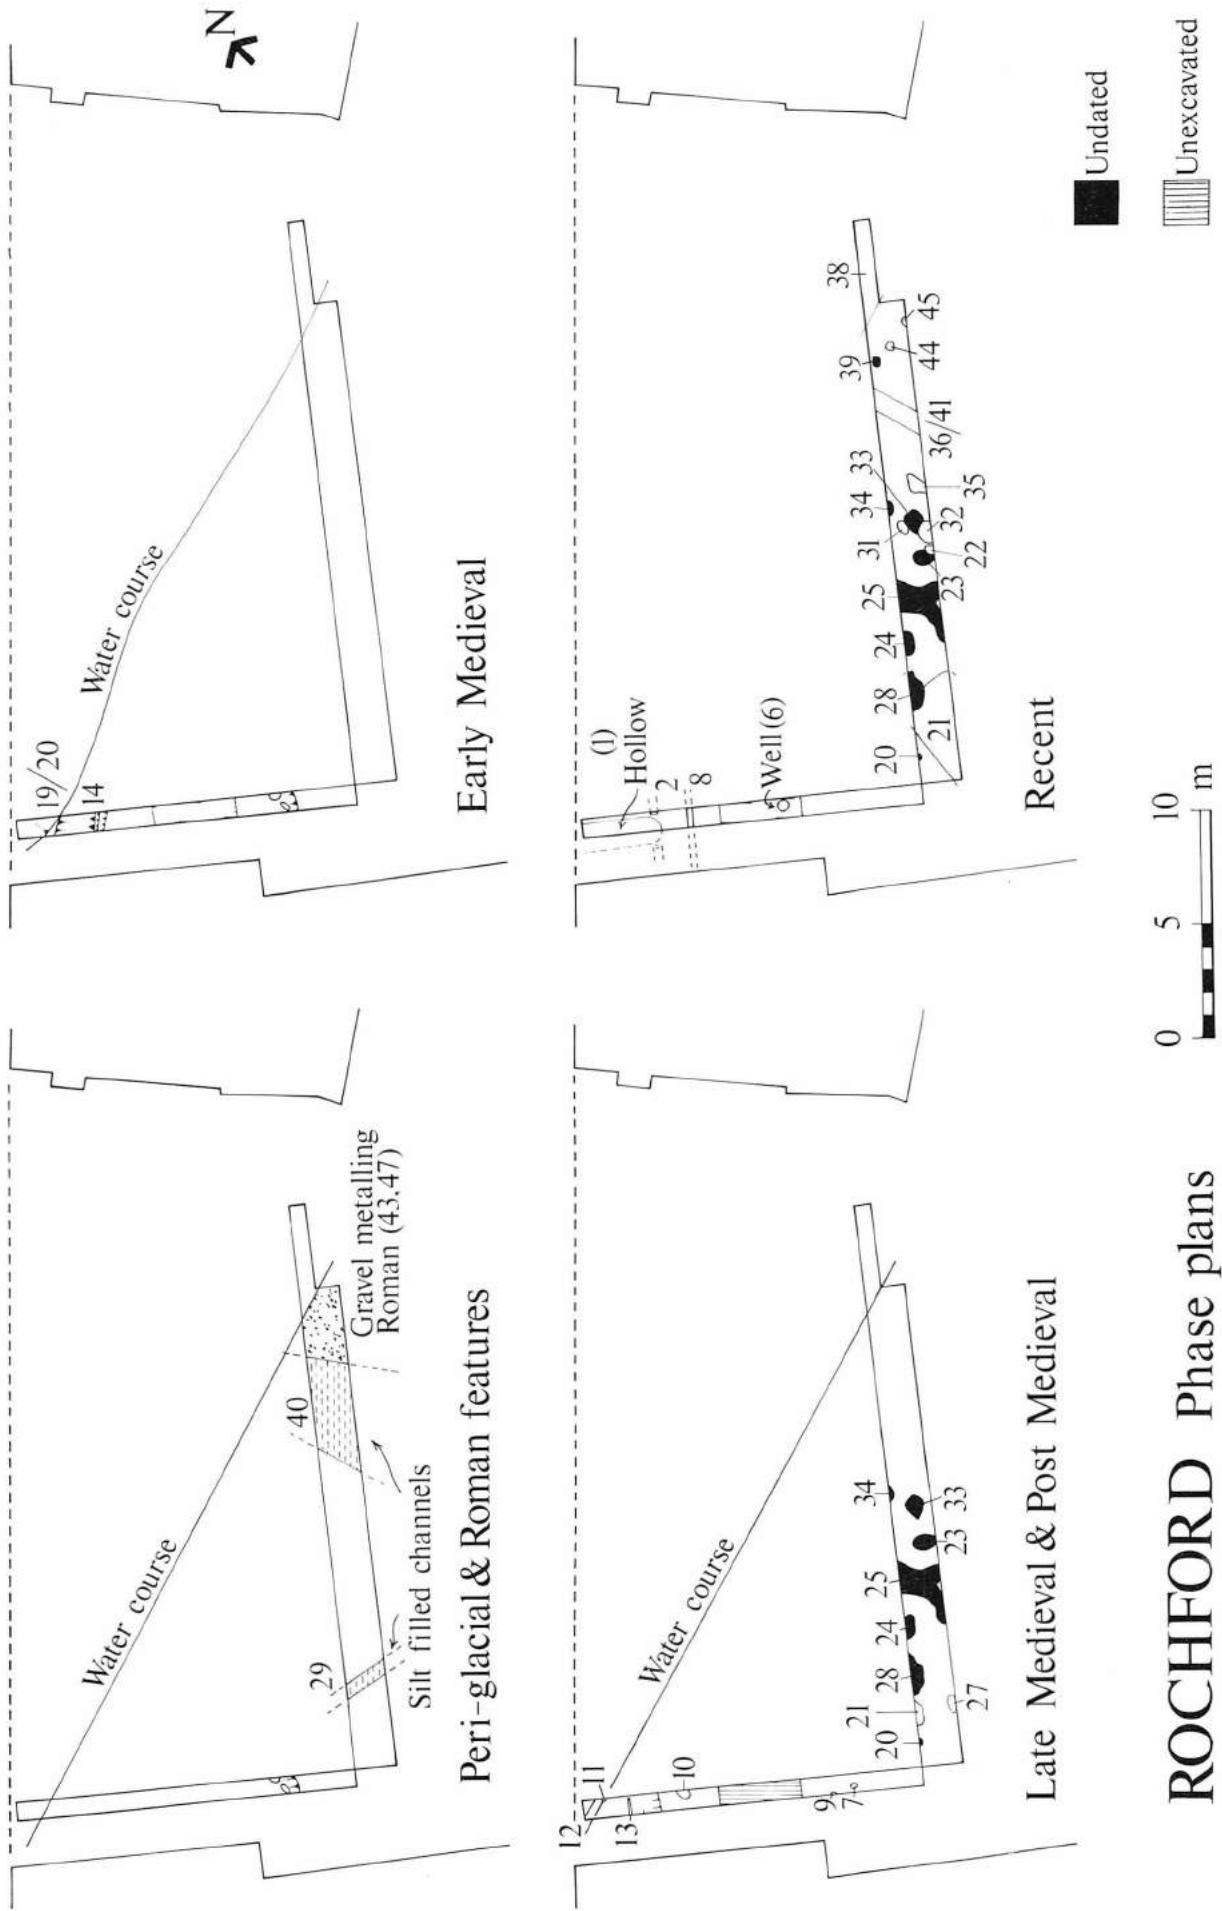 Water course
29
40
Silt filled channels
Gravel metalling
Roman (43.47)
Peri-glacial & Roman features
N
19/20
14
Water course
Early Medieval
12
11
13
10
9
7
Water course
20
21
28
24
25
34
27
23
33
Late Medieval & Post Medieval
(1)
Hollow
2
8
Well (6)
20
21
28
24
25
31
34
33
39
38
23
22
32
35
36/41
44
45
Recent
Undated
Unexcavated
0 5 10 m
ROCHFORD Phase plans